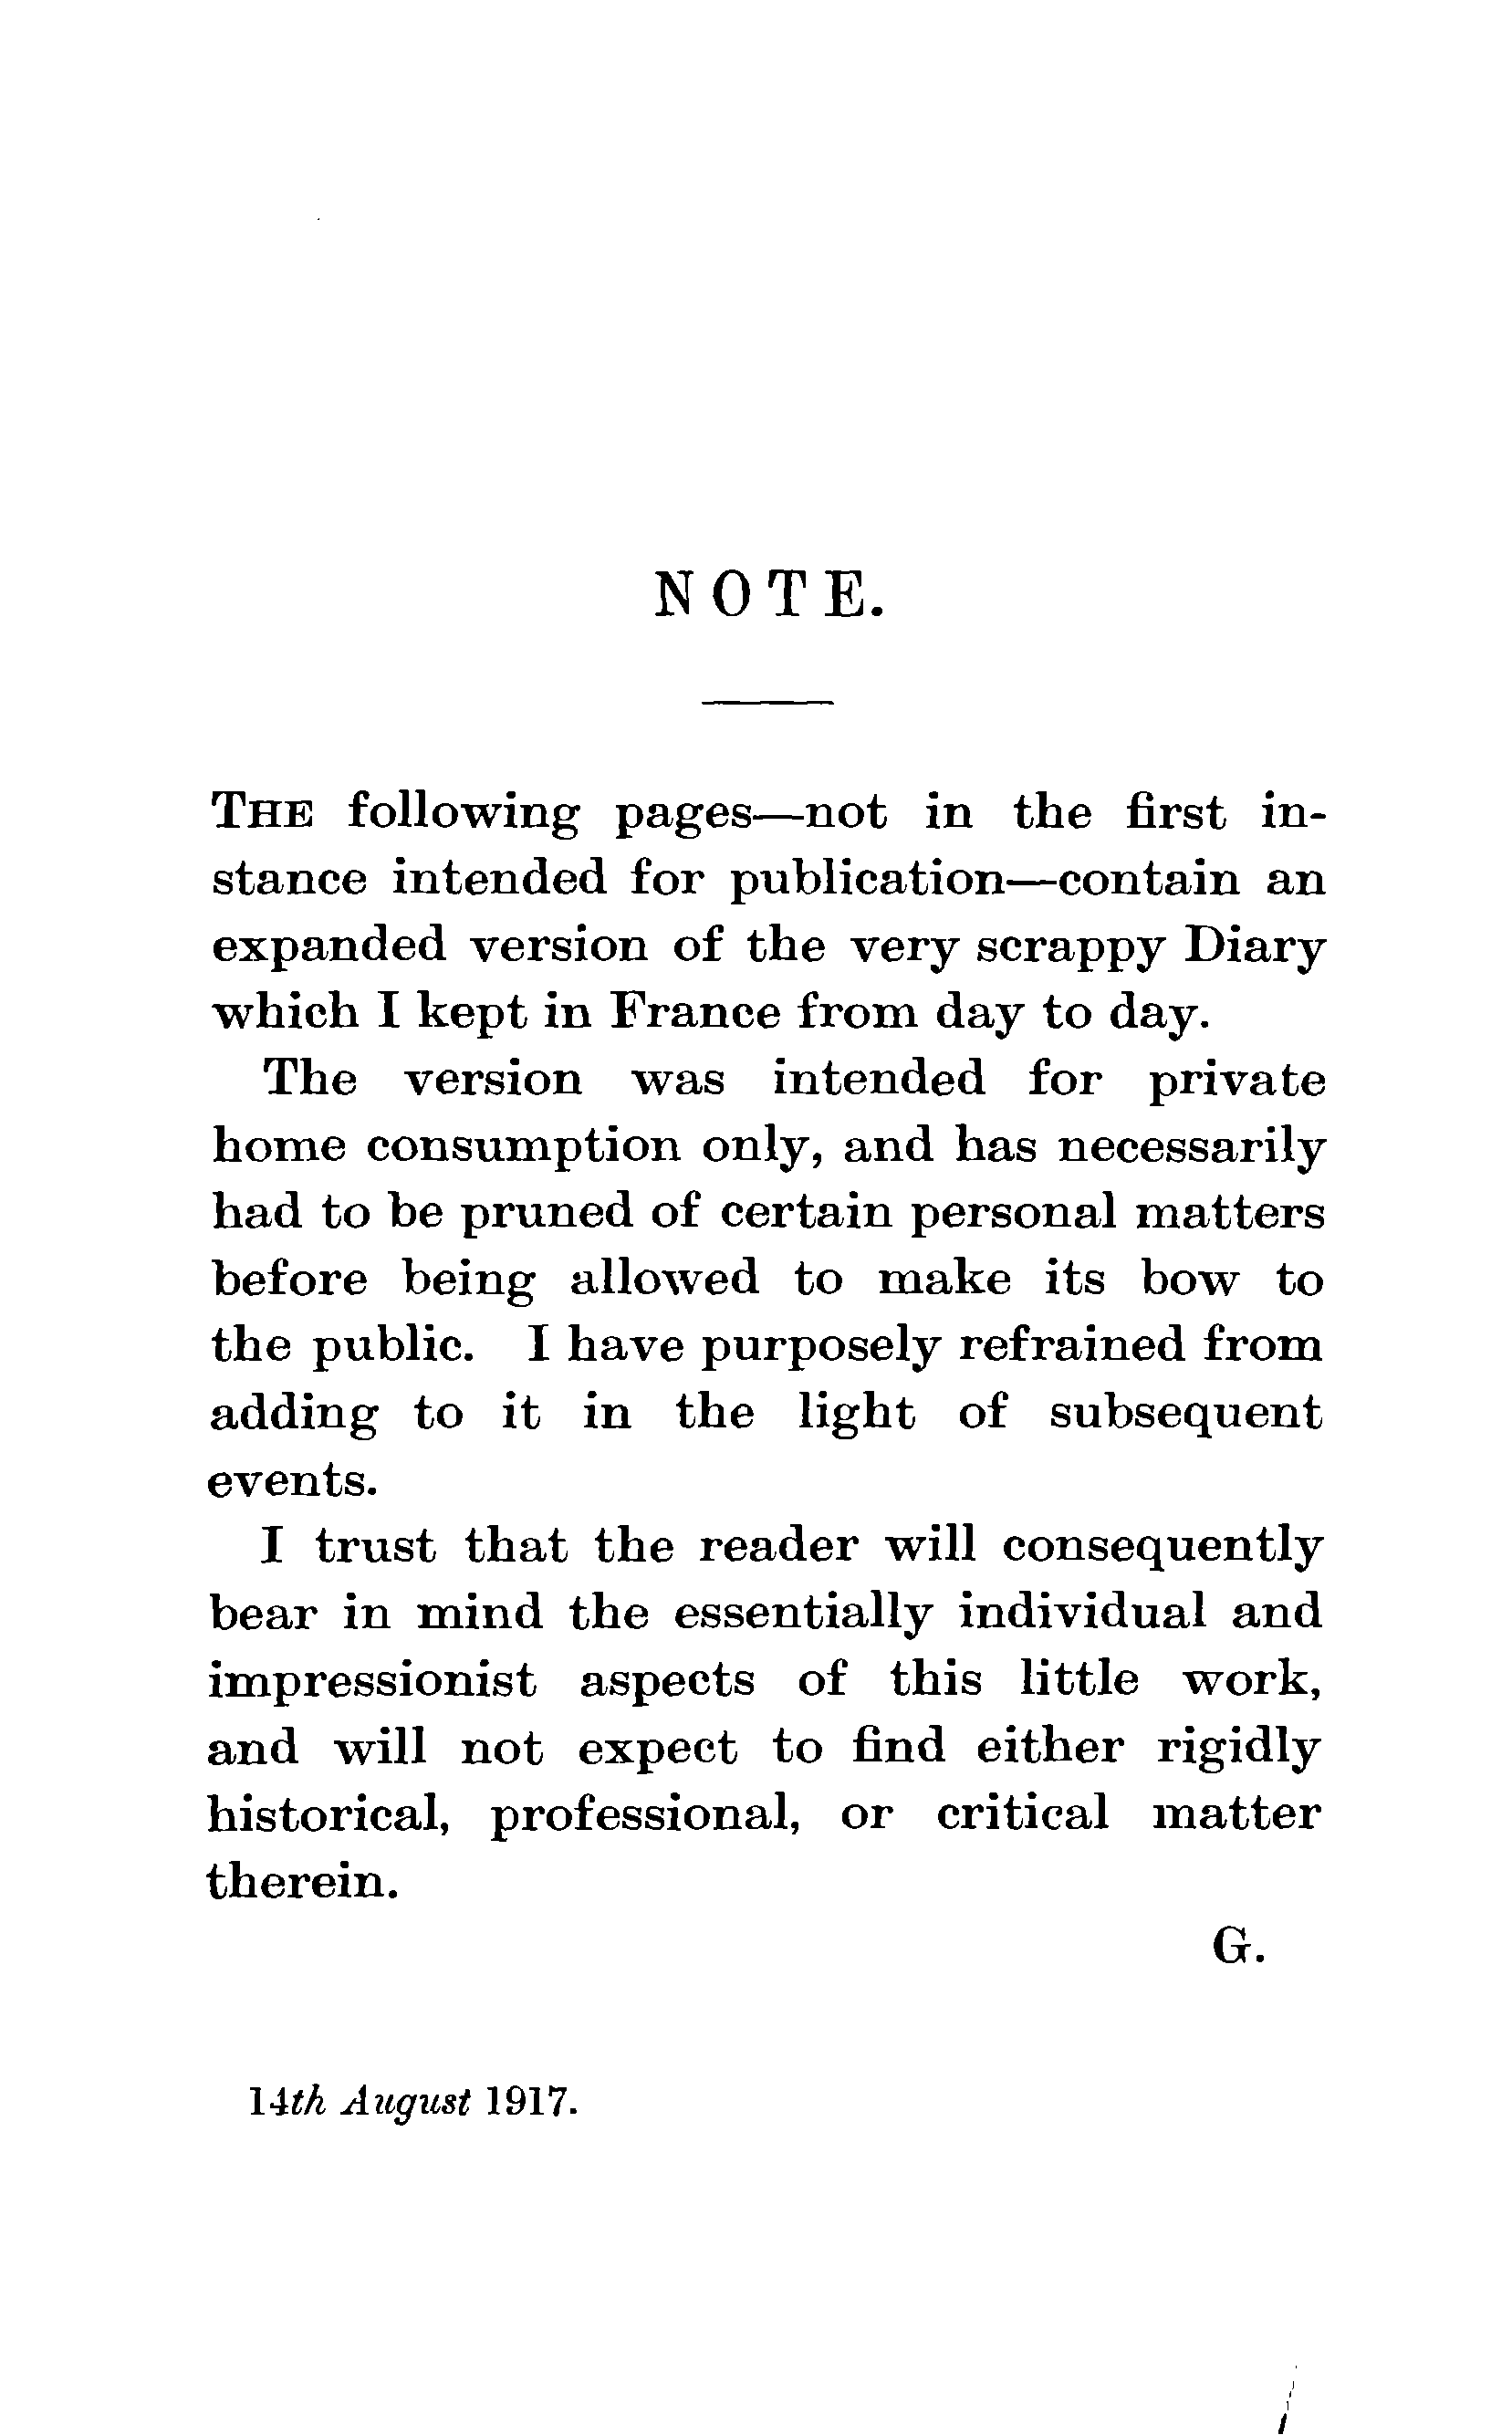 NOTE.
THE following pages—not in the first in-
stance intended for publication—contain an
expanded version of the very scrappy Diary
which I kept in France from day to day.
The version was intended for private
home consumption only, and has necessarily
had to be pruned of certain personal matters
before being allowed to make its bow to
the public. I have purposely refrained from
adding to it in the light of subsequent
events.
I trust that the reader will consequently
bear in mind the essentially individual and
impressionist aspects of this little work,
and will not expect to find either rigidly
historical, professional, or critical matter
therein.
G.
14th August 1917.